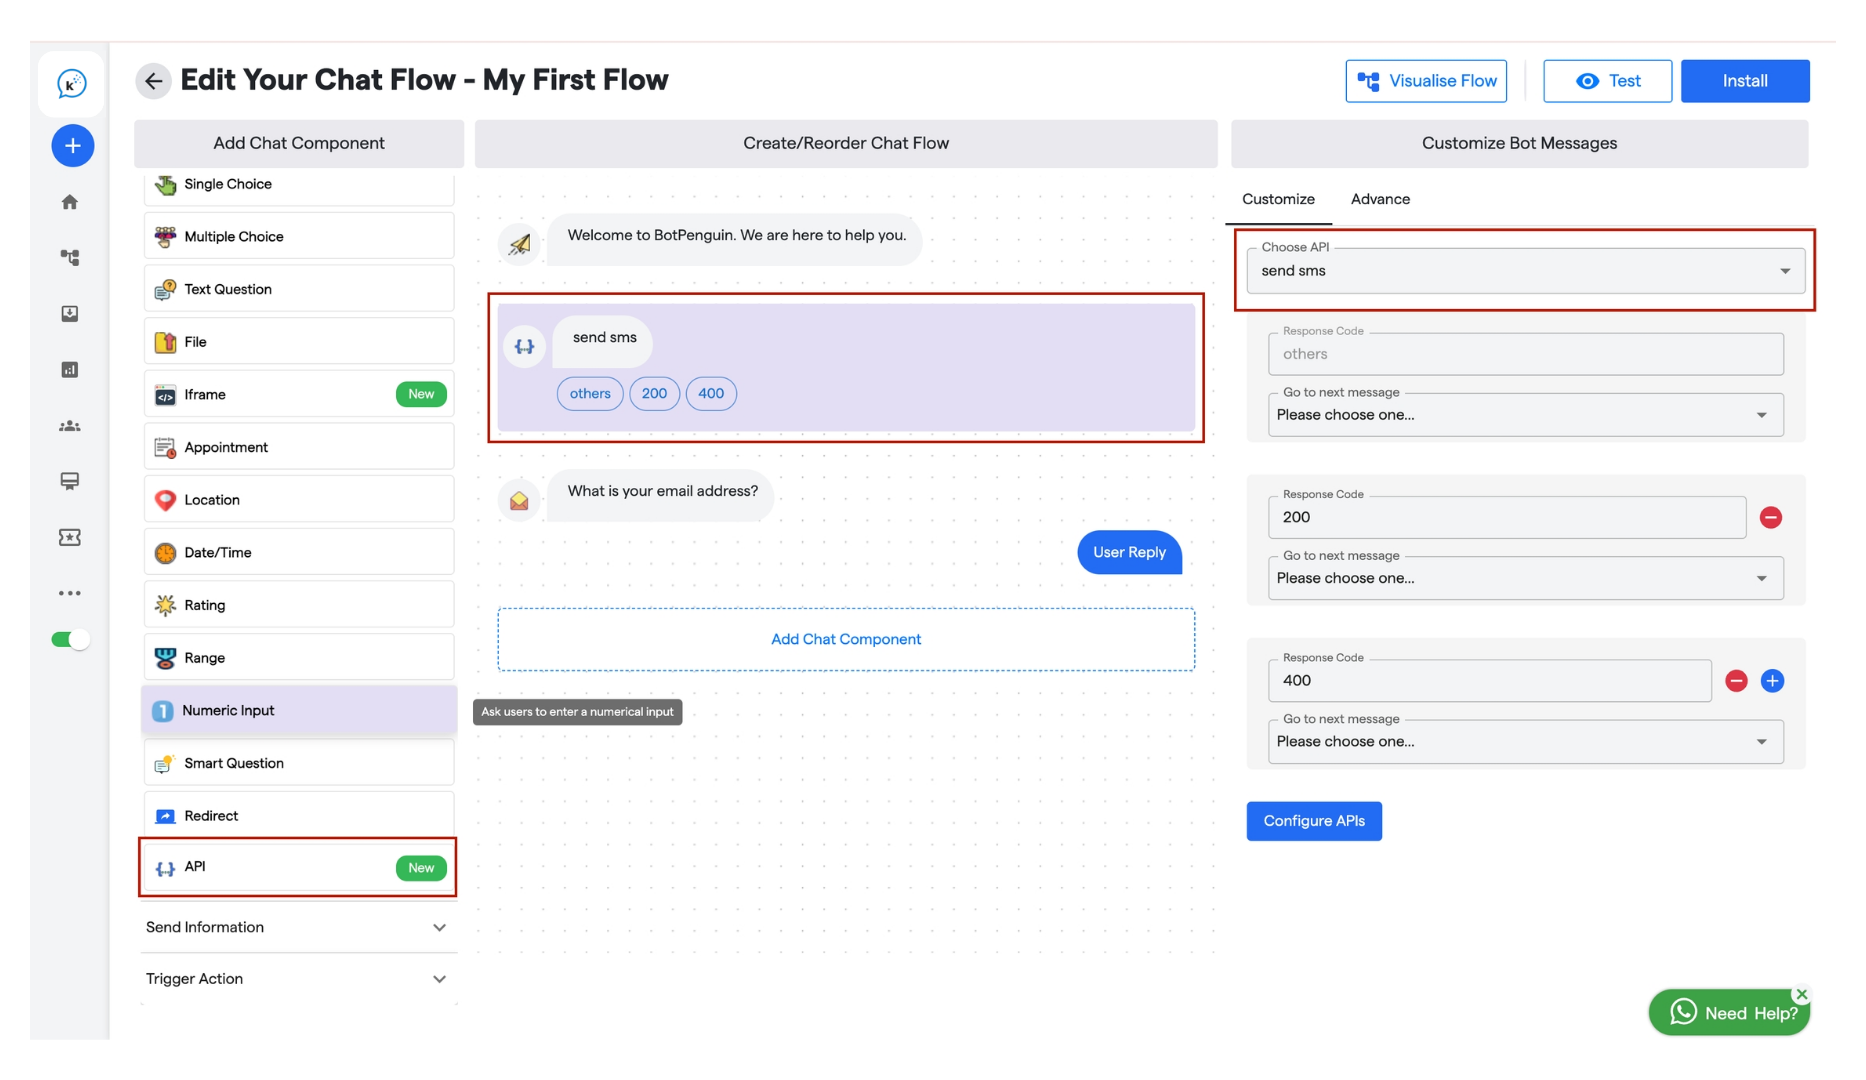 K
Edit Your Chat Flow - My First Flow
Visualise Flow
Test
Install
Add Chat Component
Single Choice
Multiple Choice
Text Question
File
Iframe
New
Appointment
Location
Date/Time
Rating
Range
1
Numeric Input
Smart Question
Redirect
API
New
Send Information
Trigger Action
Create/Reorder Chat Flow
Welcome to BotPenguin. We are here to help you.
send sms
others
200
400
What is your email address?
User Reply
Add Chat Component
Ask users to enter a numerical input
Customize Bot Messages
Customize
Advance
Choose API
send sms
Response Code
others
Go to next message
Please choose one...
Response Code
200
Go to next message
Please choose one...
Response Code
400
Go to next message
Please choose one...
Configure APIs
Need Help?